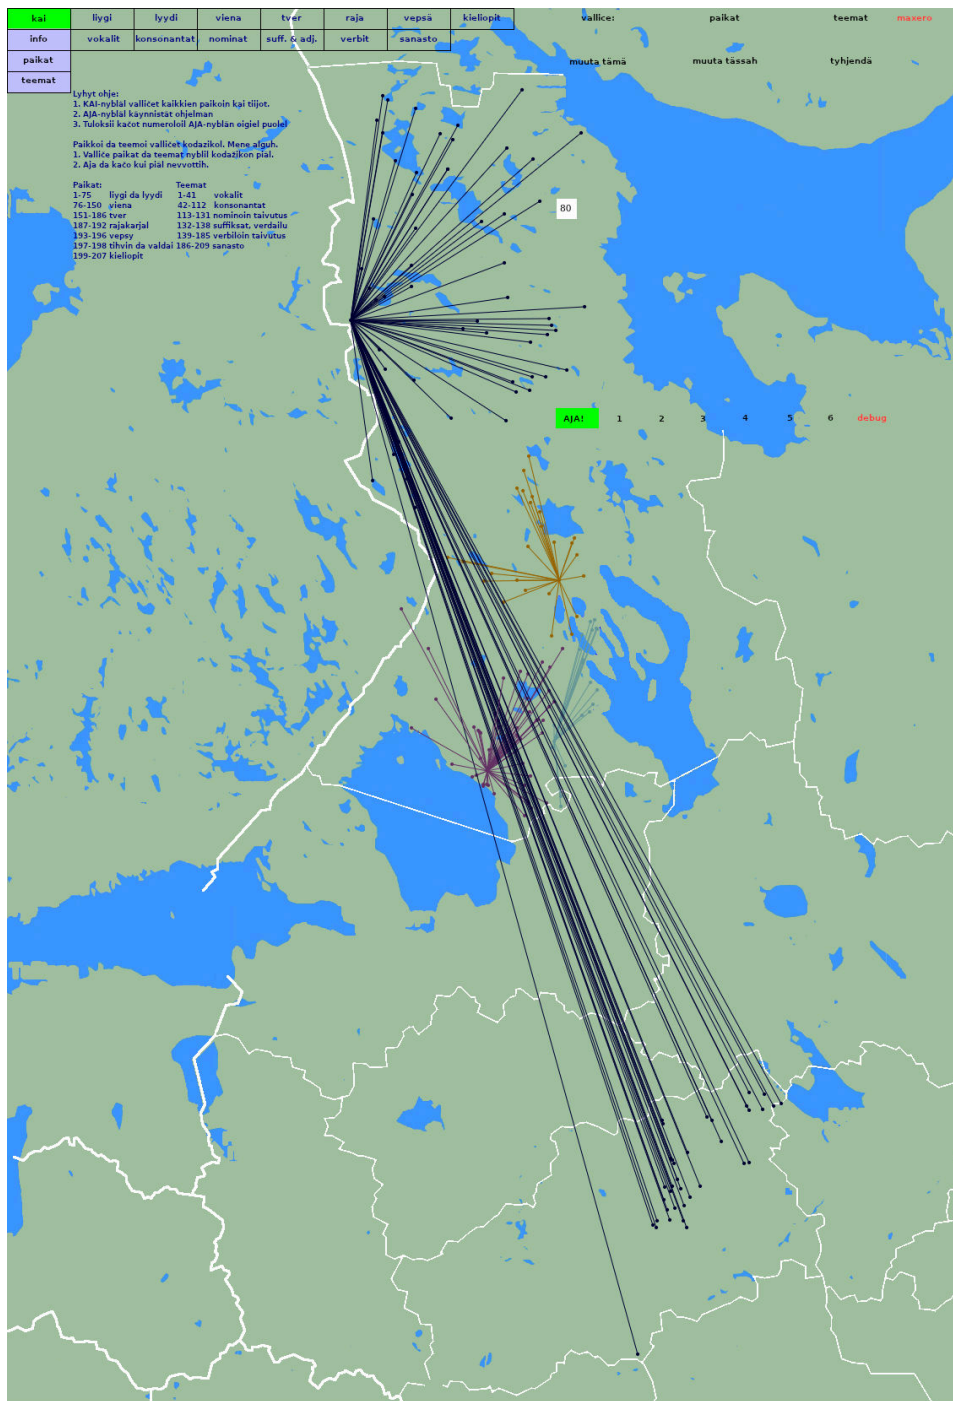 kai liygi lyydi viena tver raja vepsä kieliopit vallice: paikat teemat maxero
info vokalit konsonantat nominat suff. & adj. verbit sanasto
paikat muuta tämä muuta tässah tyhjendä
teemat
Lyhyt ohje:
1. KAI-nybläl valličet kaikkien paikoin kai tiijot.
2. AJA-nybläl käynnistät ohjelman
3. Tuloksii kačot numeroloil AJA-nyblän oigiel puolel
Paikkoi da teemoi valličet kodazikol. Mene alguh.
1. Valliče paikat da teemat nyblil kodazikon piäl.
2. Aja da kačo kui piäl nevvottih.
Paikat: Teemat
1-75 liygi da lyydi 1-41 vokalit
76-150 viena 42-112 konsonantat
151-186 tver 113-131 nominoin taivutus
187-192 rajakarjal 132-138 suffiksat, verdailu
193-196 vepsy 139-185 verbiloin taivutus
197-198 tihvin da valdai 186-209 sanasto
199-207 kieliopit
80
AJA! 1 2 3 4 5 6 debug